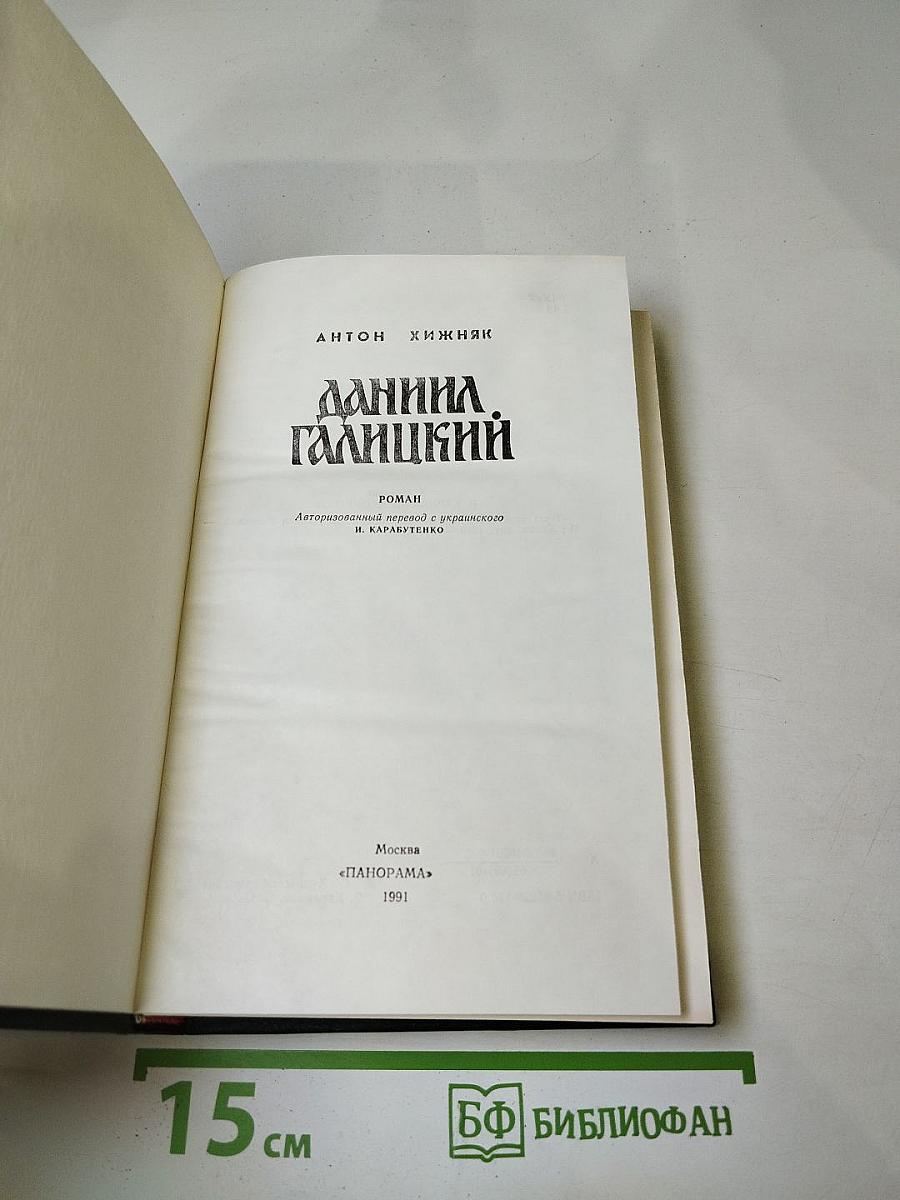 АНТОН ХИЖНЯК
ДАНИИЛ
ГАЛИЦКИЙ
РОМАН
Авторизованный перевод с украинского
И. КАРАБУТЕНКО
Москва
«ПАНОРАМА»
1991
15 см
БФ БИБЛИОФАН